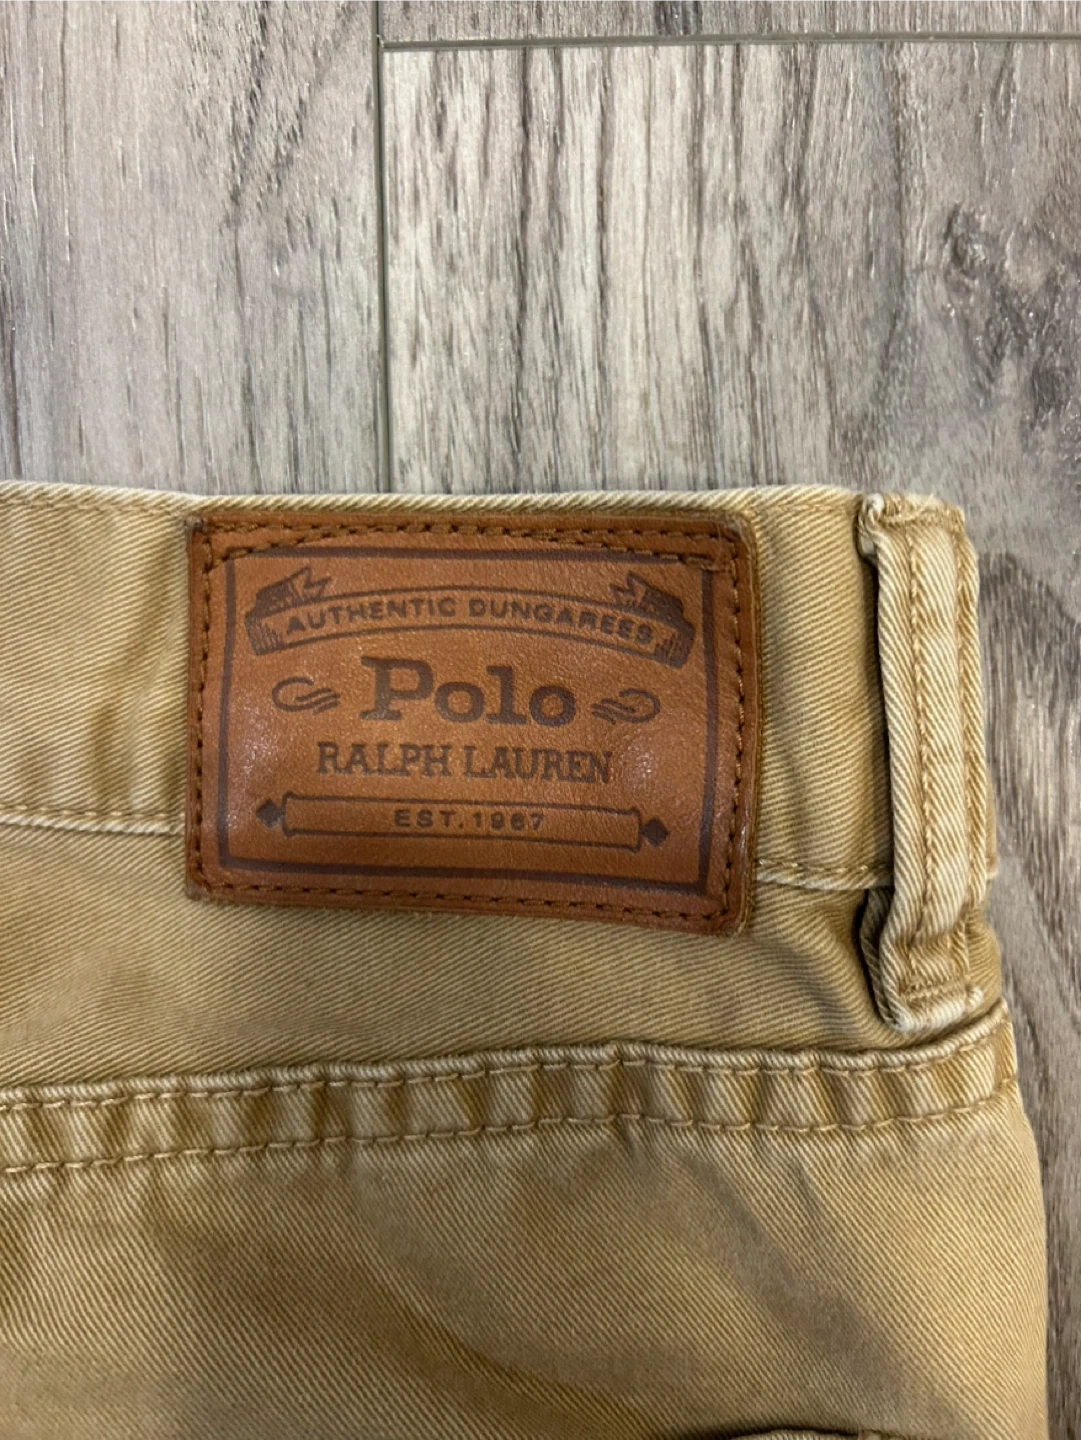 AUTHENTIC DUNGAREES
Polo
RALPH LAUREN
EST. 1967